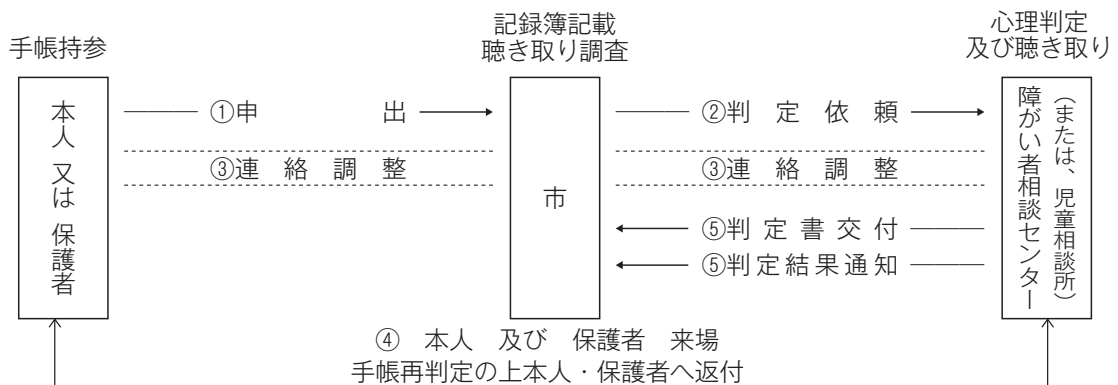 手帳持参
記録簿記載
聴き取り調査
心理判定
及び聴き取り
本人 又は 保護者
①申出
市
②判定依頼
障がい者相談センター
（または、児童相談所）
③連絡調整
③連絡調整
⑤判定書交付
⑤判定結果通知
④ 本人 及び 保護者 来場
手帳再判定の上本人・保護者へ返付